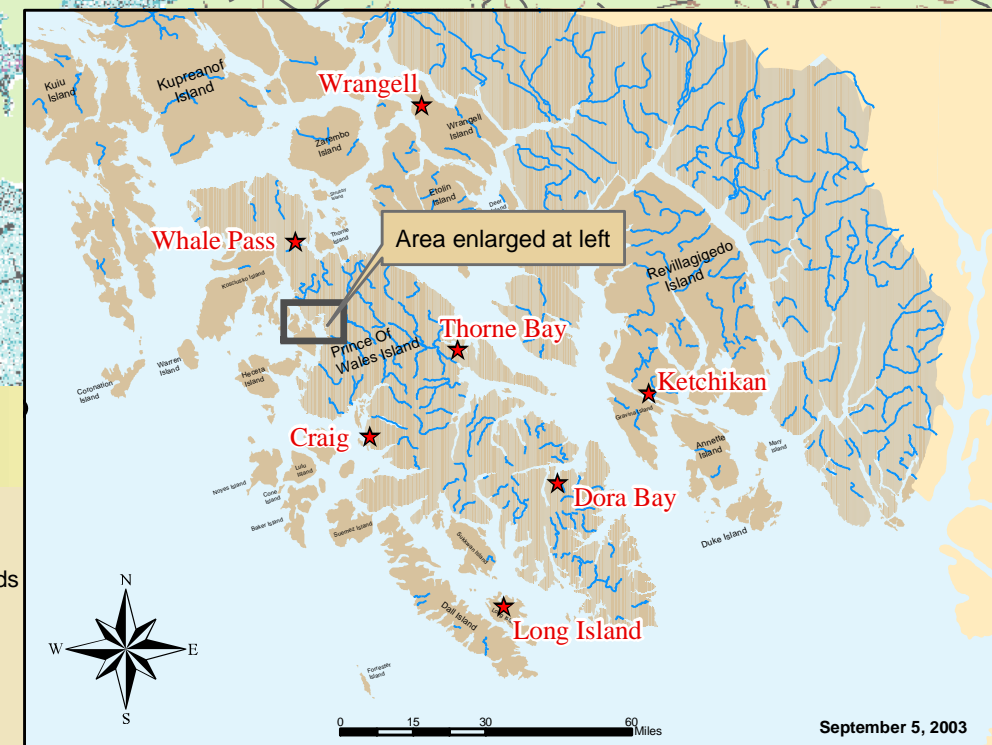 Kuiu
Island
Kupreanof
Island
Wrangell
Wrangell
Island
Zarembo
Island
Etolin
Island
Deer
Thorne
Island
Whale Pass
Area enlarged at left
Kosciusko Island
Revillagigedo
Island
Prince Of
Wales Island
Thorne Bay
Warren
Island
Coronation
Island
Heceta
Island
Ketchikan
Gravina Island
Craig
Annette
Island
Mary
Island
Lulu
Island
Noyes Island
Cone
Island
Baker Island
Suemez Island
Dora Bay
Duke Island
Sukkwan Island
ds
N
W
E
S
Dall Island
Long Island
Forrester
Island
0 15 30 60
Miles
September 5, 2003